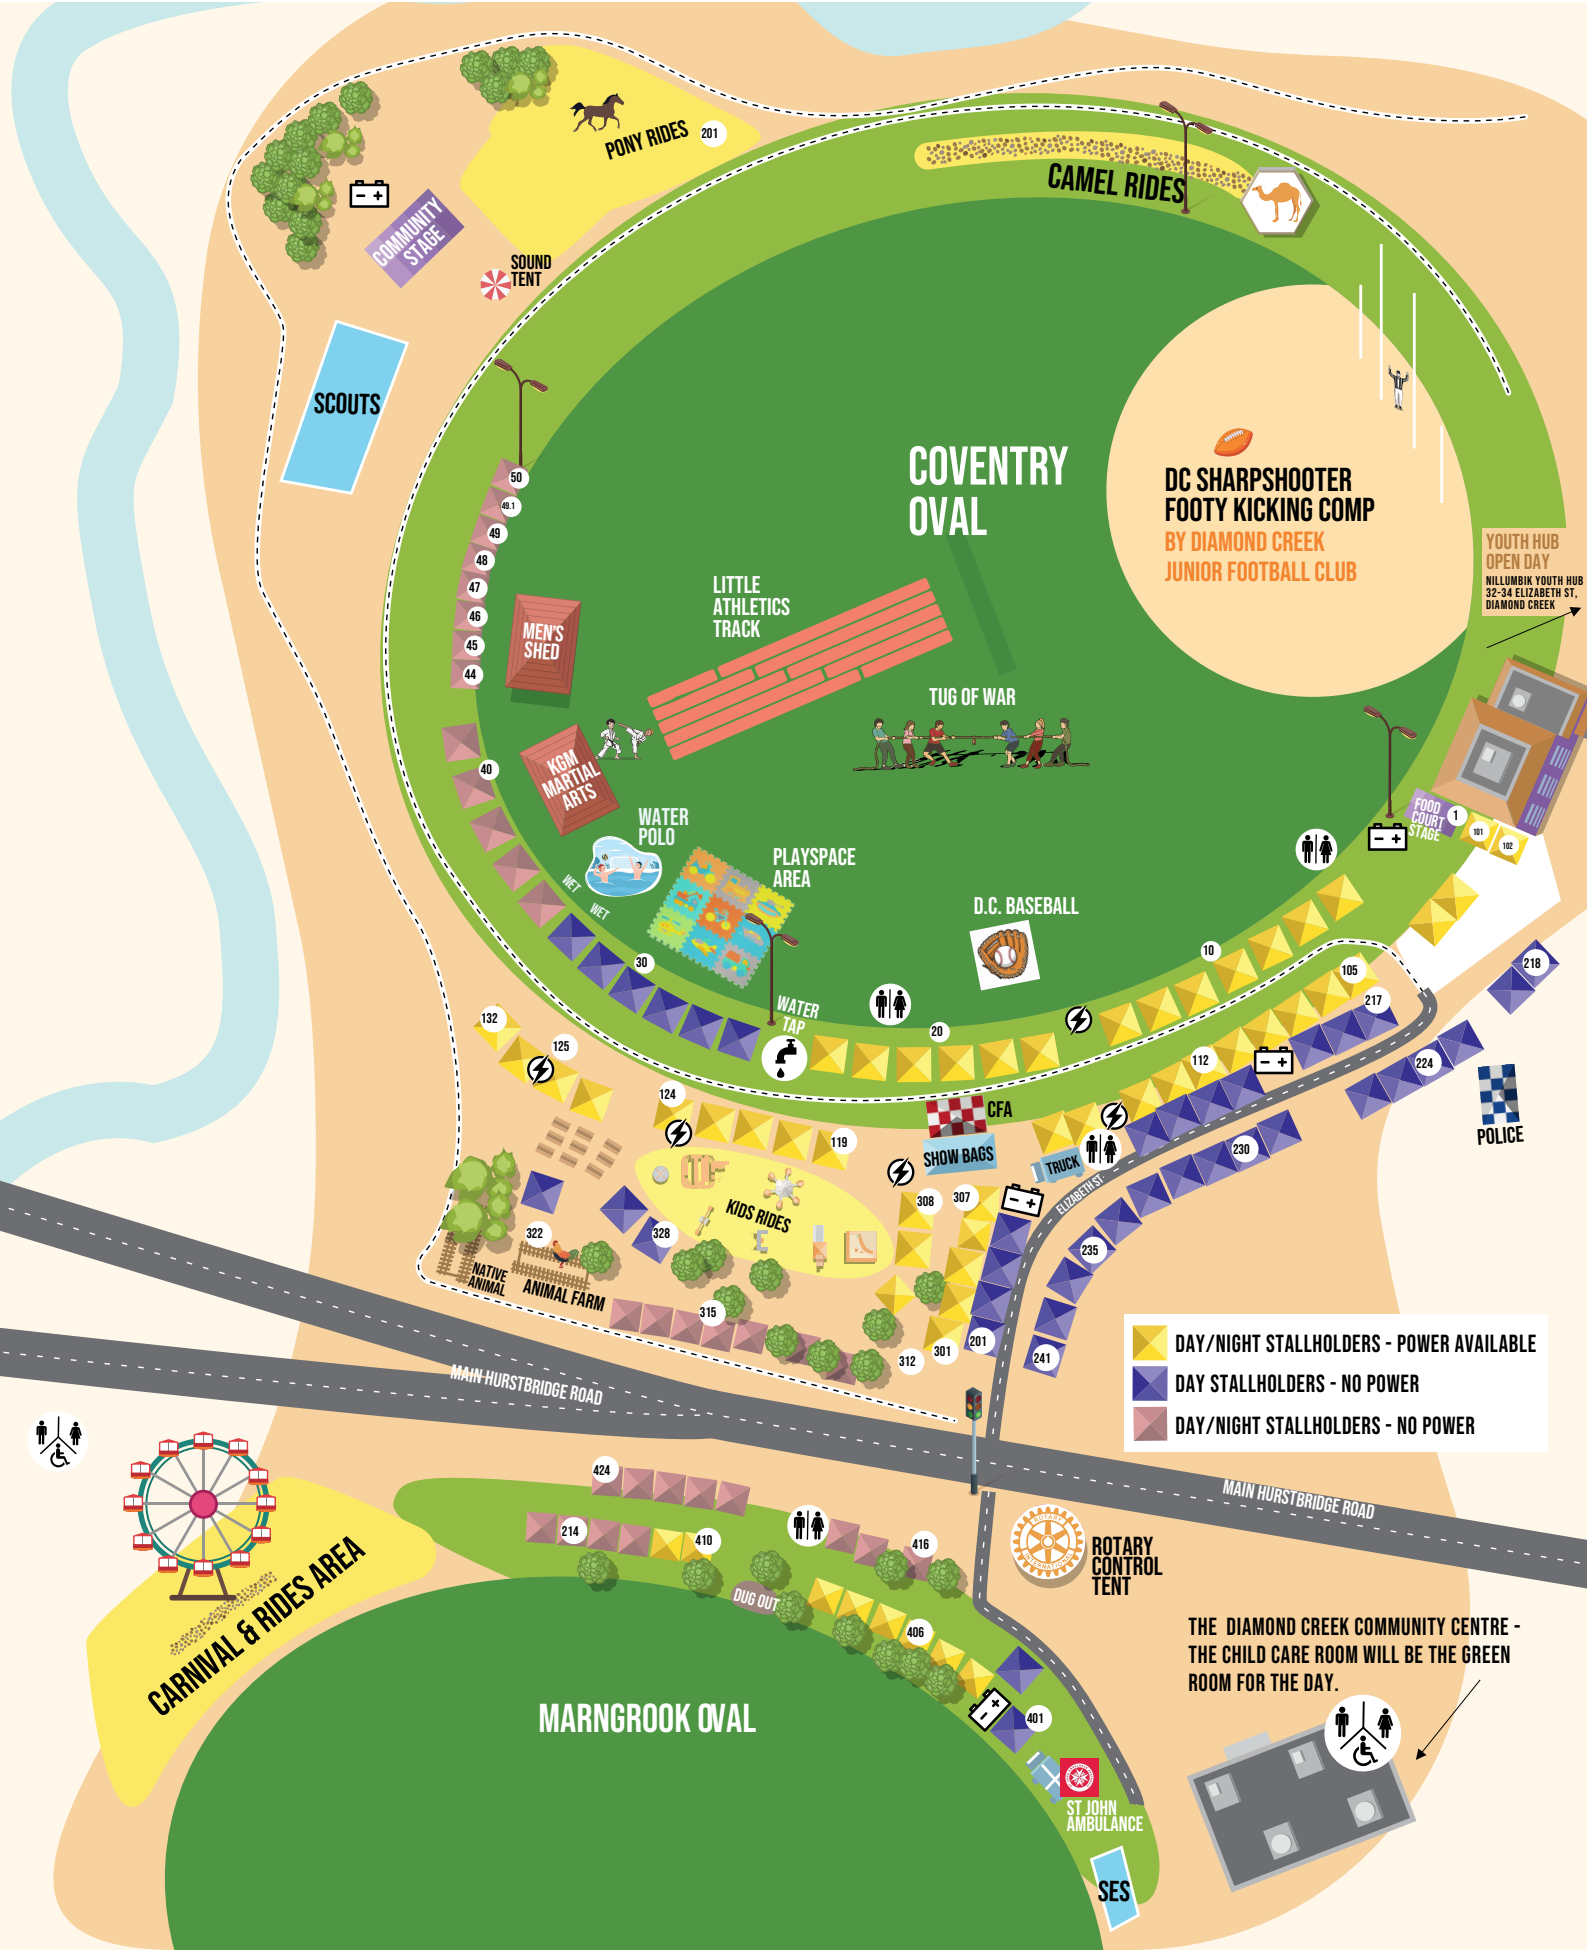 PONY RIDES
201
CAMEL RIDES
COMMUNITY
STAGE
SOUND
TENT
SCOUTS
50
49.1
49
48
47
46
45
44
COVENTRY
OVAL
DC SHARPSHOOTER
FOOTY KICKING COMP
BY DIAMOND CREEK
JUNIOR FOOTBALL CLUB
YOUTH HUB
OPEN DAY
NILLUMBIK YOUTH HUB
32-34 ELIZABETH ST,
DIAMOND CREEK
LITTLE
ATHLETICS
TRACK
MEN'S
SHED
TUG OF WAR
40
KGM
MARTIAL
ARTS
WATER
POLO
WET
WET
PLAYSPACE
AREA
FOOD
COURT
STAGE
1
101
102
D.C. BASEBALL
10
30
WATER
TAP
20
105
217
218
132
125
124
119
112
224
POLICE
CFA
SHOW BAGS
TRUCK
ELIZABETH ST
230
235
241
308
307
KIDS RIDES
322
328
NATIVE
ANIMAL
ANIMAL FARM
315
312
301
201
DAY/NIGHT STALLHOLDERS - POWER AVAILABLE
DAY STALLHOLDERS - NO POWER
DAY/NIGHT STALLHOLDERS - NO POWER
MAIN HURSTBRIDGE ROAD
MAIN HURSTBRIDGE ROAD
424
214
410
416
DUG OUT
406
401
CARNIVAL & RIDES AREA
ROTARY
INTERNATIONAL
ROTARY
CONTROL
TENT
THE DIAMOND CREEK COMMUNITY CENTRE -
THE CHILD CARE ROOM WILL BE THE GREEN
ROOM FOR THE DAY.
MARNGROOK OVAL
ST JOHN
AMBULANCE
SES